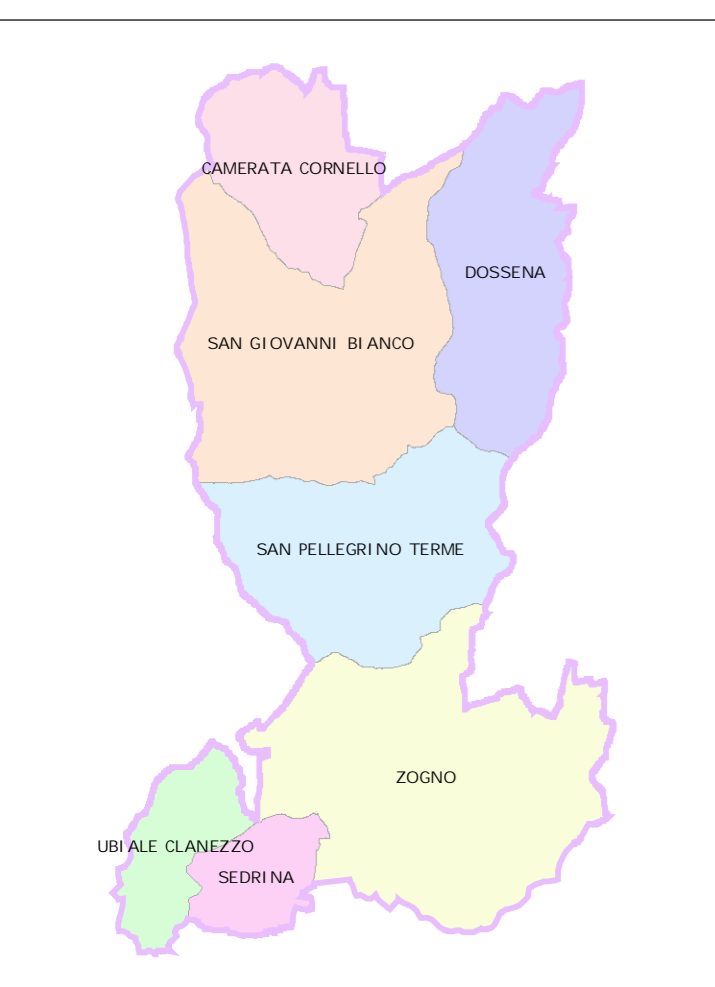 CAMERATA CORNELLO
DOSSENA
SAN GIOVANNI BIANCO
SAN PELLEGRINO TERME
ZOGNO
UBIALE CLANEZZO
SEDRINA